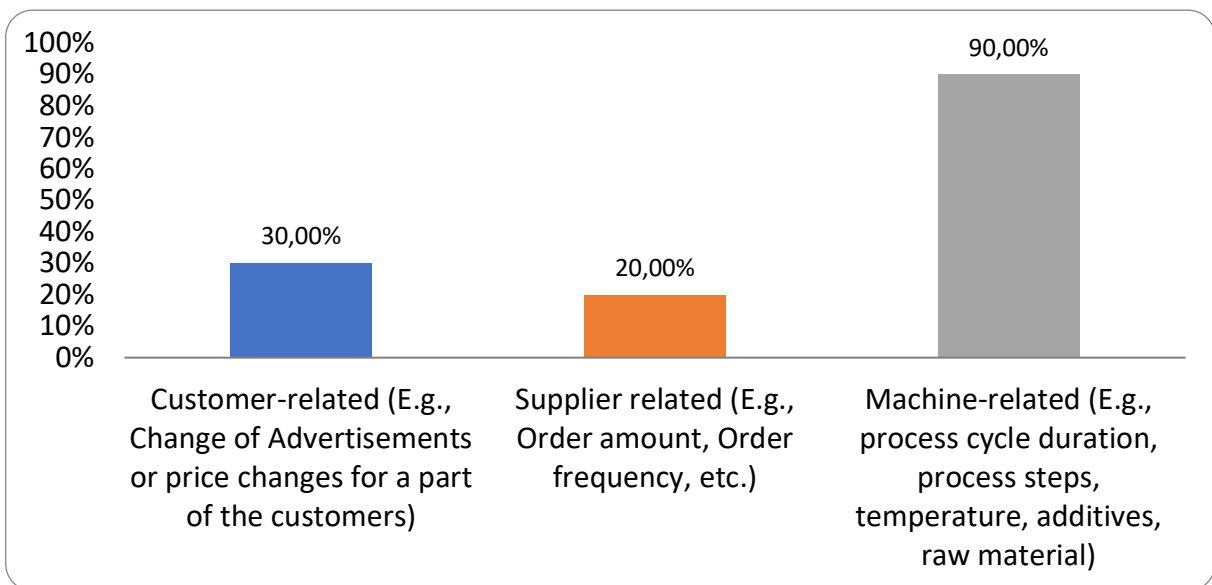 100%
90%
80%
70%
60%
50%
40%
30%
20%
10%
0%
30,00%
20,00%
90,00%
Customer-related (E.g.,
Change of Advertisements
or price changes for a part
of the customers)
Supplier related (E.g.,
Order amount, Order
frequency, etc.)
Machine-related (E.g.,
process cycle duration,
process steps,
temperature, additives,
raw material)